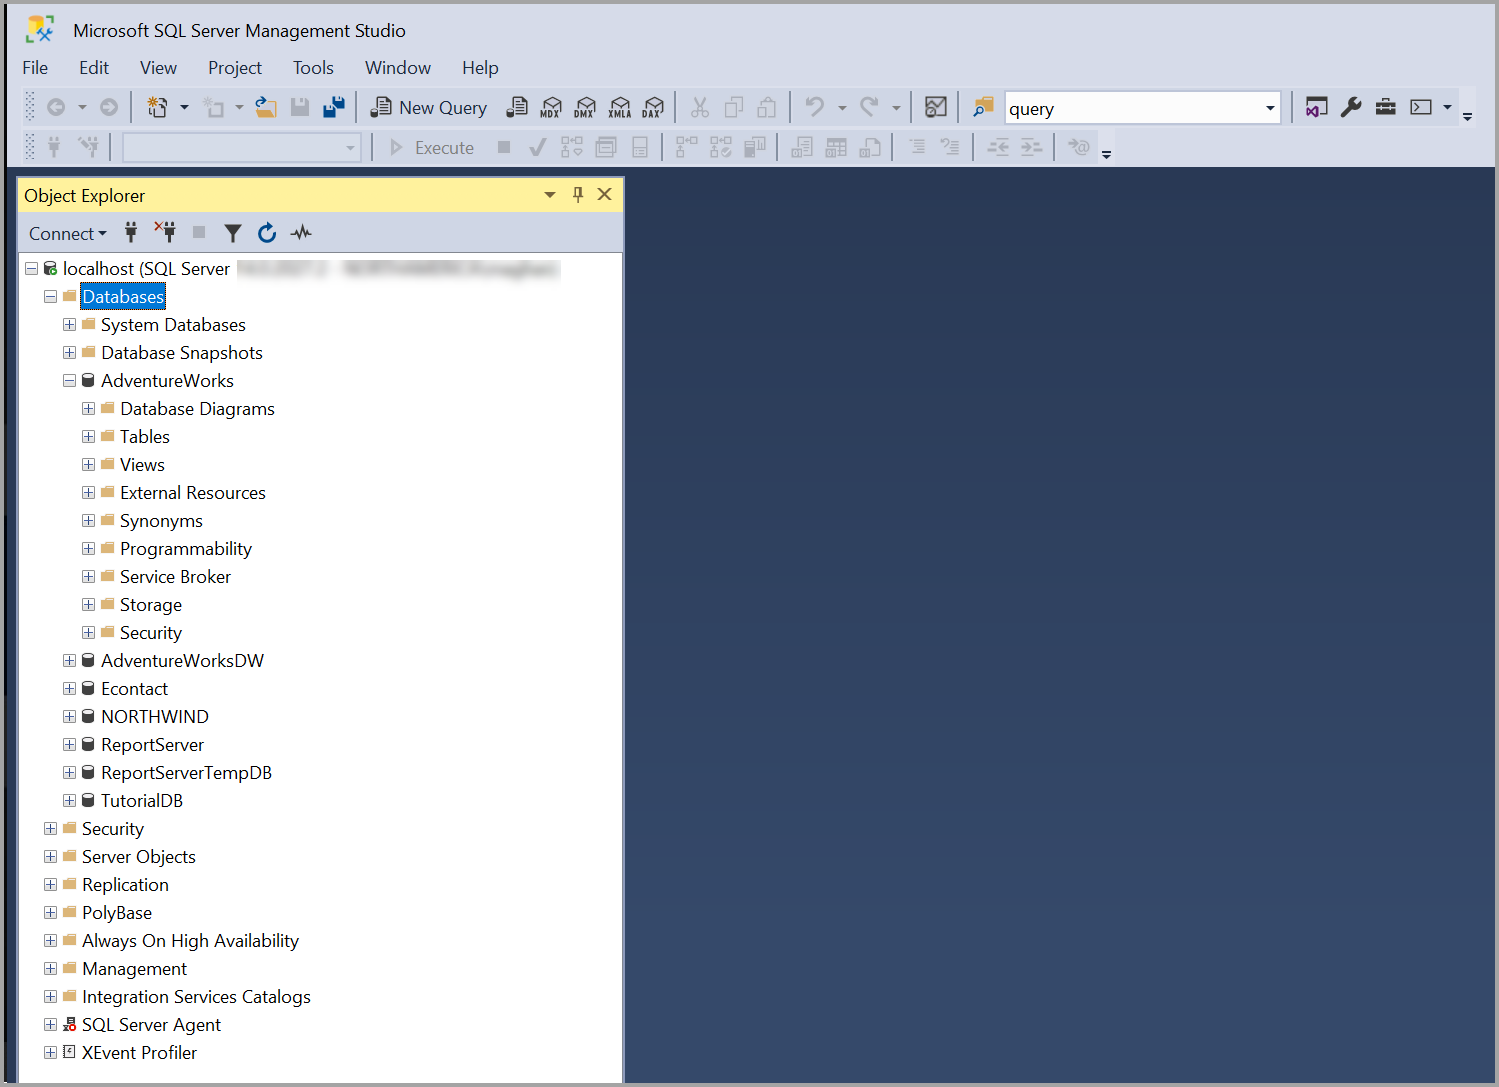 Microsoft SQL Server Management Studio
File Edit View Project Tools Window Help
New Query MDX DMX XMLA DAX query
Execute
Object Explorer
Connect
localhost (SQL Server
Databases
System Databases
Database Snapshots
AdventureWorks
Database Diagrams
Tables
Views
External Resources
Synonyms
Programmability
Service Broker
Storage
Security
AdventureWorksDW
Econtact
NORTHWIND
ReportServer
ReportServerTempDB
TutorialDB
Security
Server Objects
Replication
PolyBase
Always On High Availability
Management
Integration Services Catalogs
SQL Server Agent
XEvent Profiler